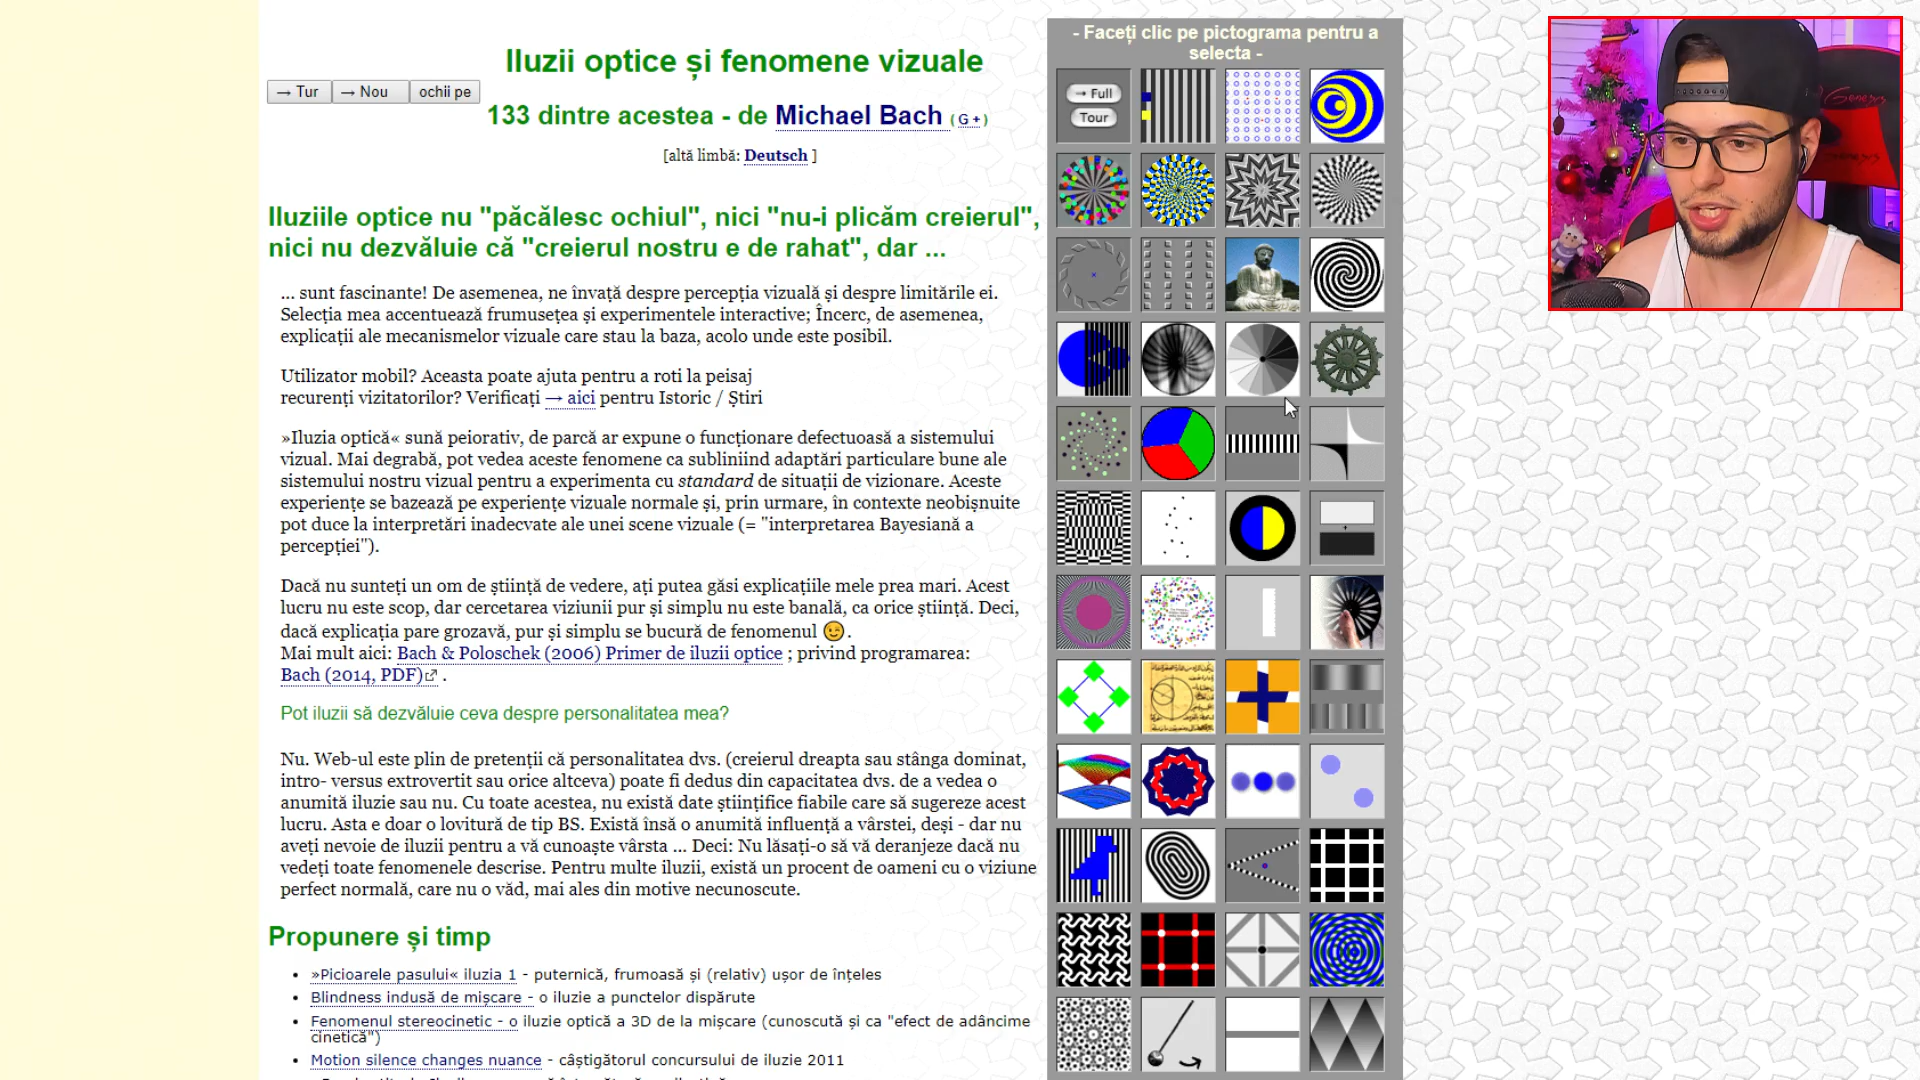 Iluzii optice și fenomene vizuale
→ Tur
→ Nou
ochii pe
133 dintre acestea - de Michael Bach ( G + )
[altă limbă: Deutsch ]
Iluziile optice nu "păcălesc ochiul", nici "nu-i plicăm creierul",
nici nu dezvăluie că "creierul nostru e de rahat", dar ...
... sunt fascinante! De asemenea, ne învață despre percepția vizuală și despre limitările ei.
Selecția mea accentuează frumusețea și experimentele interactive; Încerc, de asemenea,
explicații ale mecanismelor vizuale care stau la baza, acolo unde este posibil.
Utilizator mobil? Aceasta poate ajuta pentru a roti la peisaj
recurenți vizitatorilor? Verificați → aici pentru Istoric / Știri
»Iluzia optică« sună peiorativ, de parcă ar expune o funcționare defectuoasă a sistemului
vizual. Mai degrabă, pot vedea aceste fenomene ca subliniind adaptări particulare bune ale
sistemului nostru vizual pentru a experimenta cu standard de situații de vizionare. Aceste
experiențe se bazează pe experiențe vizuale normale și, prin urmare, în contexte neobișnuite
pot duce la interpretări inadecvate ale unei scene vizuale (= "interpretarea Bayesiană a
percepției").
Dacă nu sunteți un om de știință de vedere, ați putea găsi explicațiile mele prea mari. Acest
lucru nu este scop, dar cercetarea viziunii pur și simplu nu este banală, ca orice știință. Deci,
dacă explicația pare grozavă, pur și simplu se bucură de fenomenul 😉.
Mai mult aici: Bach & Poloschek (2006) Primer de iluzii optice ; privind programarea:
Bach (2014, PDF) .
Pot iluzii să dezvăluie ceva despre personalitatea mea?
Nu. Web-ul este plin de pretenții că personalitatea dvs. (creierul dreapta sau stânga dominat,
intro- versus extrovertit sau orice altceva) poate fi dedus din capacitatea dvs. de a vedea o
anumită iluzie sau nu. Cu toate acestea, nu există date științifice fiabile care să sugereze acest
lucru. Asta e doar o lovitură de tip BS. Există însă o anumită influență a vârstei, deși - dar nu
aveți nevoie de iluzii pentru a vă cunoaște vârsta ... Deci: Nu lăsați-o să vă deranjeze dacă nu
vedeți toate fenomenele descrise. Pentru multe iluzii, există un procent de oameni cu o viziune
perfect normală, care nu o văd, mai ales din motive necunoscute.
Propunere și timp
• »Picioarele pasului« iluzia 1 - puternică, frumoasă și (relativ) ușor de înțeles
• Blindness indusă de mișcare - o iluzie a punctelor dispărute
• Fenomenul stereocinetic - o iluzie optică a 3D de la mișcare (cunoscută și ca "efect de adâncime
cinetică")
• Motion silence changes nuance - câștigătorul concursului de iluzie 2011
- Faceți clic pe pictograma pentru a
selecta -
→ Full
Tour
Genesys